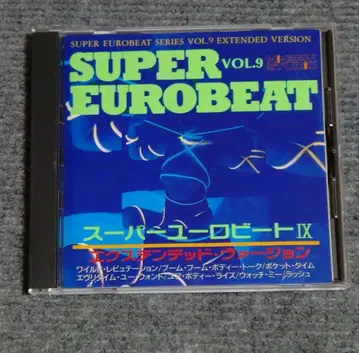 SUPER EUROBEAT SERIES VOL.9 EXTENDED VERSION
SUPER VOL.9
EUROBEAT
スーパーユーロビート IX
エクステンデッド・ヴァージョン
ワイルド・レピュテーション/ブーム・ブーム・ボディー・トーク/ポケット・タイム
エヴリタイム・ユー・ウォント/ユア・ボディー・ライズ/ウォッチ・ミー/ラッシュ